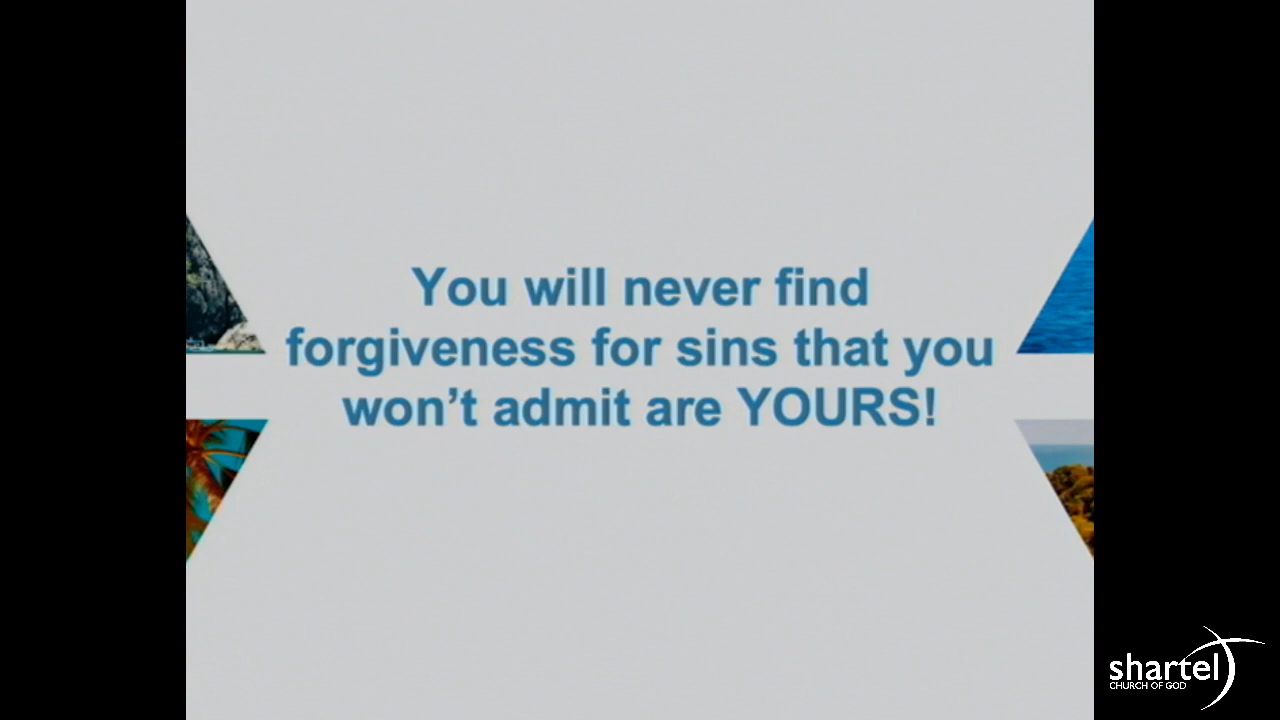 You will never find
forgiveness for sins that you
won't admit are YOURS!
shartel
CHURCH OF GOD